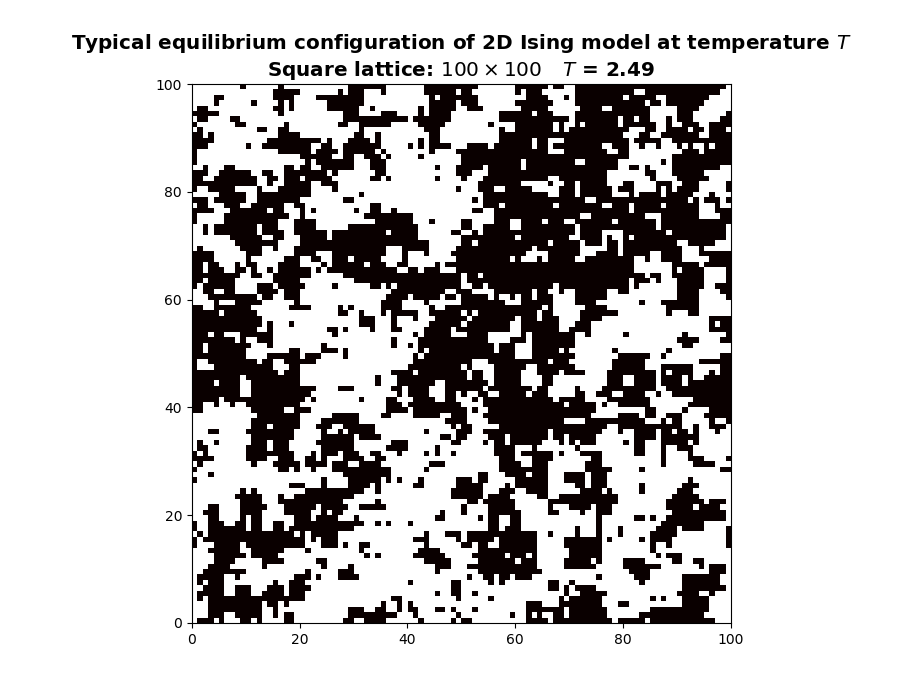 Typical equilibrium configuration of 2D Ising model at temperature T
Square lattice: 100 × 100 T = 2.49
100
80
60
40
20
0
0 20 40 60 80 100